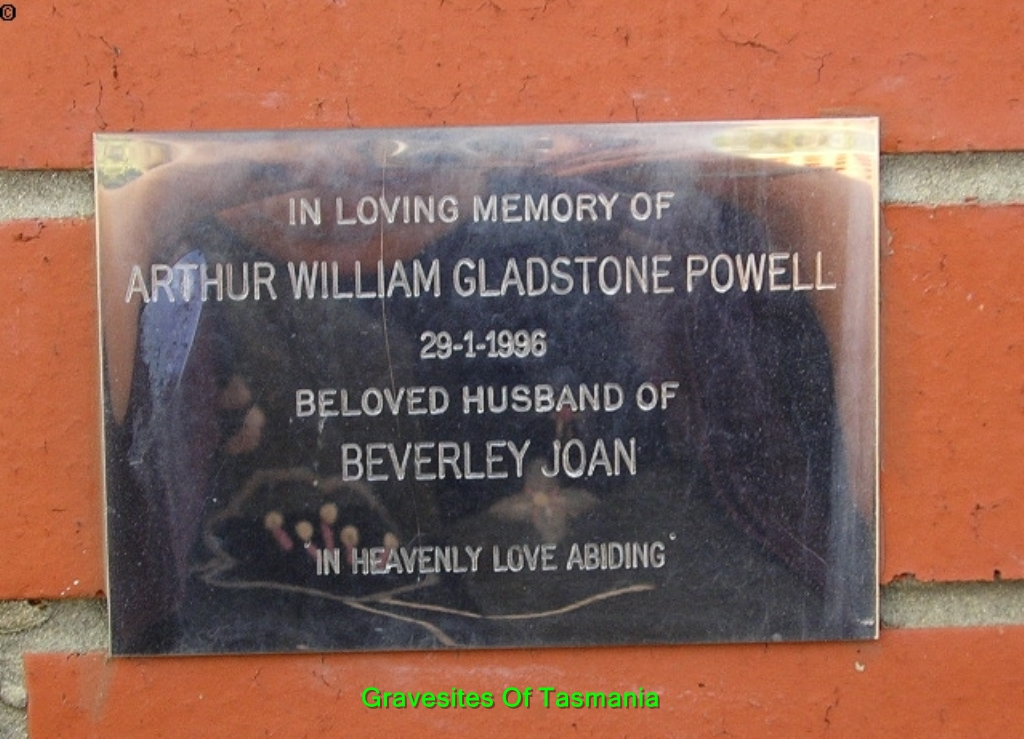 ©
IN LOVING MEMORY OF
ARTHUR WILLIAM GLADSTONE POWELL
29-1-1996
BELOVED HUSBAND OF
BEVERLEY JOAN
"IN HEAVENLY LOVE ABIDING"
Gravesites Of Tasmania